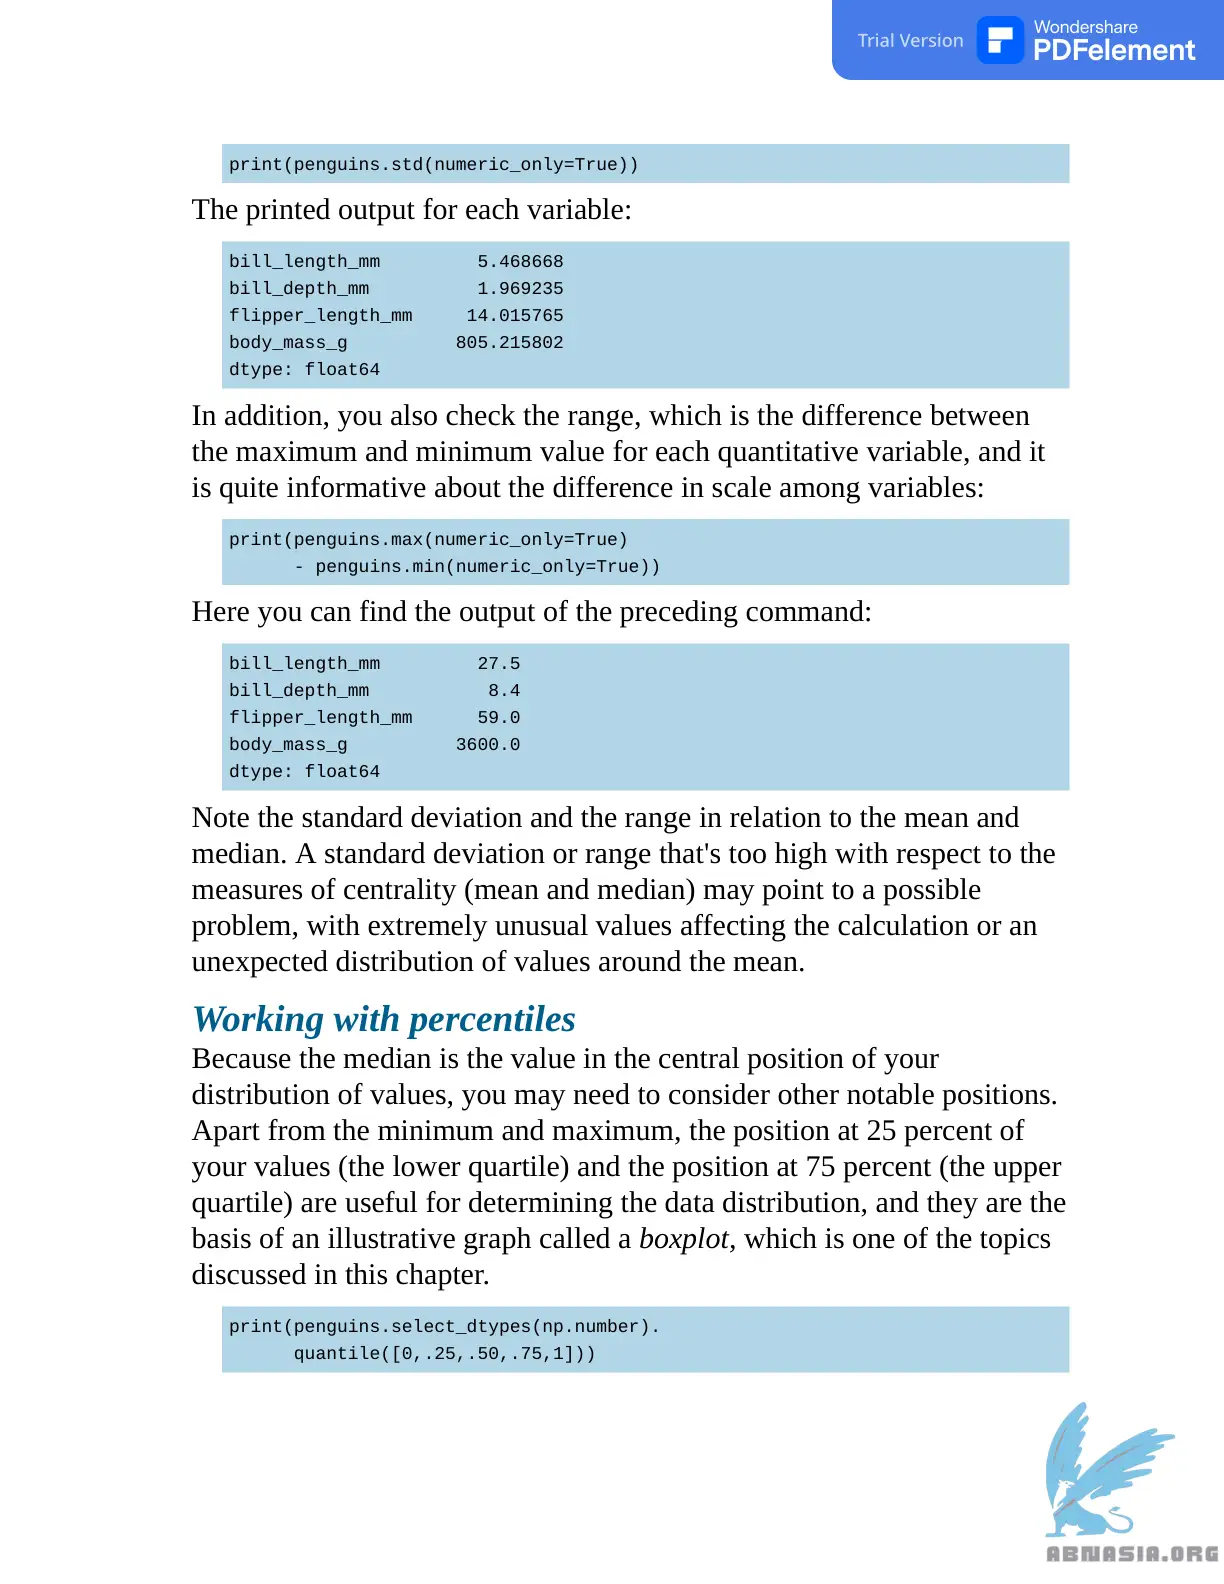 Trial Version
Wondershare
PDFelement
print(penguins.std(numeric_only=True))
The printed output for each variable:
bill_length_mm         5.468668
bill_depth_mm          1.969235
flipper_length_mm     14.015765
body_mass_g          805.215802
dtype: float64
In addition, you also check the range, which is the difference between
the maximum and minimum value for each quantitative variable, and it
is quite informative about the difference in scale among variables:
print(penguins.max(numeric_only=True)
      - penguins.min(numeric_only=True))
Here you can find the output of the preceding command:
bill_length_mm         27.5
bill_depth_mm           8.4
flipper_length_mm      59.0
body_mass_g          3600.0
dtype: float64
Note the standard deviation and the range in relation to the mean and
median. A standard deviation or range that's too high with respect to the
measures of centrality (mean and median) may point to a possible
problem, with extremely unusual values affecting the calculation or an
unexpected distribution of values around the mean.
Working with percentiles
Because the median is the value in the central position of your
distribution of values, you may need to consider other notable positions.
Apart from the minimum and maximum, the position at 25 percent of
your values (the lower quartile) and the position at 75 percent (the upper
quartile) are useful for determining the data distribution, and they are the
basis of an illustrative graph called a boxplot, which is one of the topics
discussed in this chapter.
print(penguins.select_dtypes(np.number).
      quantile([0,.25,.50,.75,1]))
ABNASIA.ORG